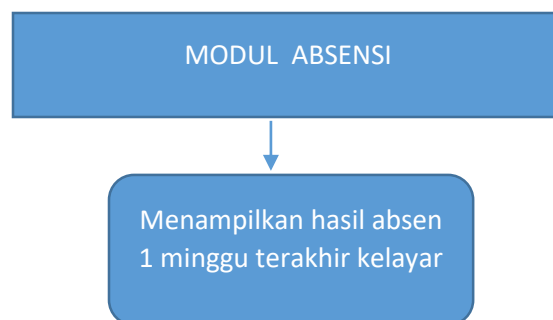 MODUL  ABSENSI
Menampilkan hasil absen
1 minggu terakhir kelayar